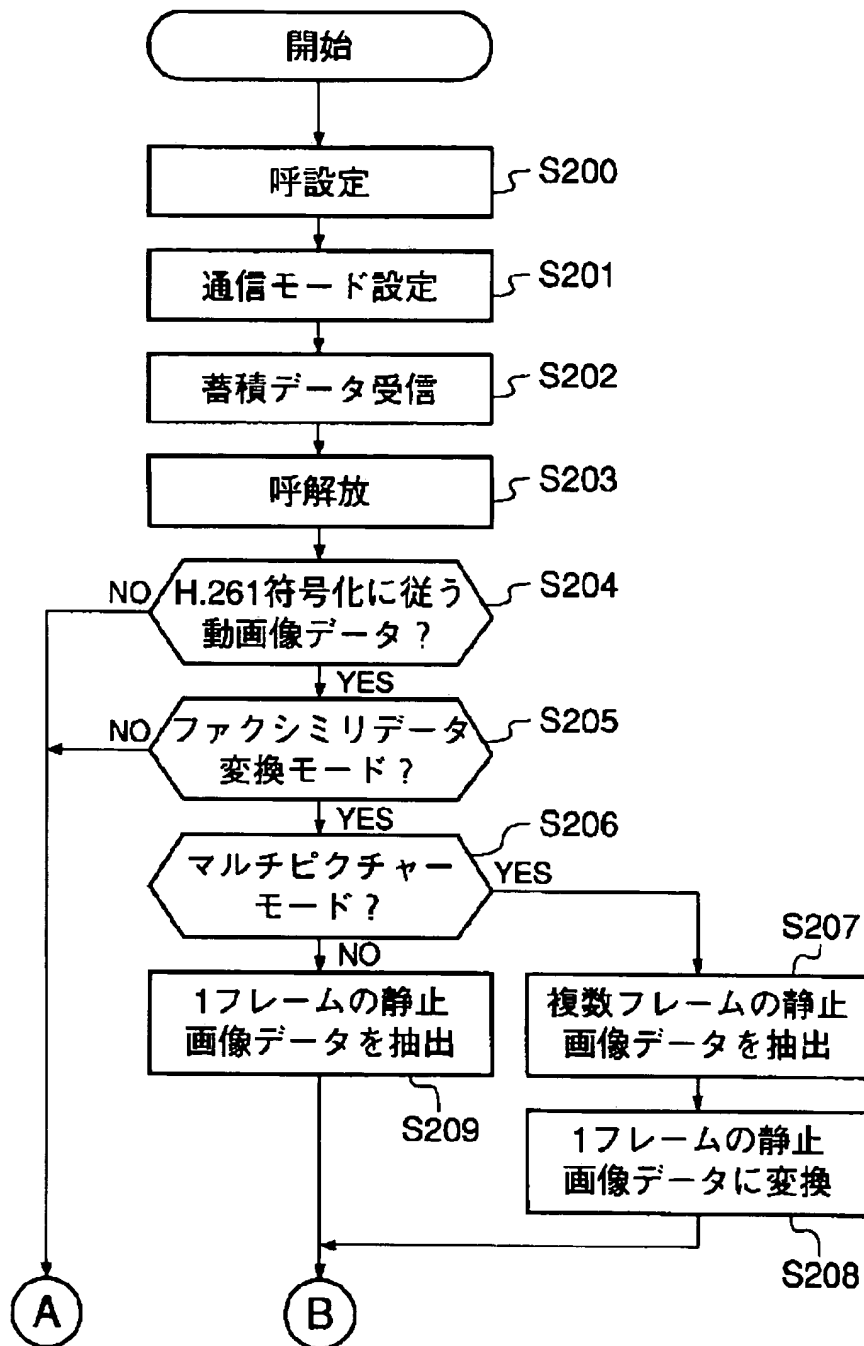 開始
呼設定
S200
通信モード設定
S201
蓄積データ受信
S202
呼解放
S203
NO
H.261符号化に従う
動画像データ?
S204
YES
NO
ファクシミリデータ
変換モード?
S205
YES
S206
マルチピクチャー
モード?
YES
NO
S207
1フレームの静止
画像データを抽出
S209
複数フレームの静止
画像データを抽出
1フレームの静止
画像データに変換
S208
A
B